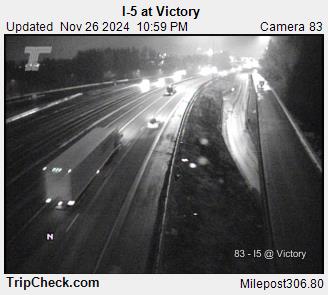 I-5 at Victory
Updated Nov 26 2024 10:59 PM Camera 83
T
N
83 - I5 @ Victory
TripCheck.com Milepost306.80